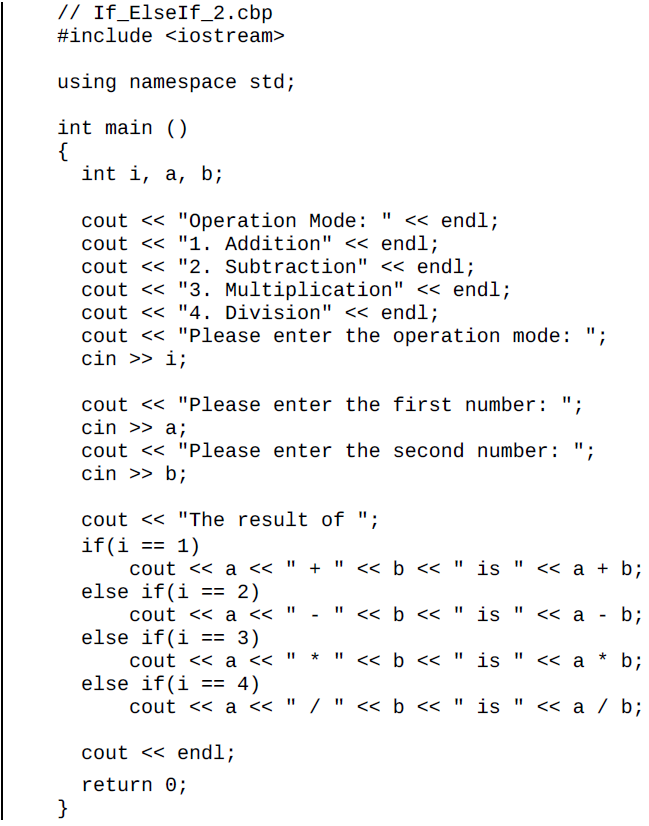 // If_ElseIf_2.cbp
#include <iostream>

using namespace std;

int main ()
{
  int i, a, b;

  cout << "Operation Mode: " << endl;
  cout << "1. Addition" << endl;
  cout << "2. Subtraction" << endl;
  cout << "3. Multiplication" << endl;
  cout << "4. Division" << endl;
  cout << "Please enter the operation mode: ";
  cin >> i;

  cout << "Please enter the first number: ";
  cin >> a;
  cout << "Please enter the second number: ";
  cin >> b;

  cout << "The result of ";
  if(i == 1)
      cout << a << " + " << b << " is " << a + b;
  else if(i == 2)
      cout << a << " - " << b << " is " << a - b;
  else if(i == 3)
      cout << a << " * " << b << " is " << a * b;
  else if(i == 4)
      cout << a << " / " << b << " is " << a / b;

  cout << endl;
  return 0;
}